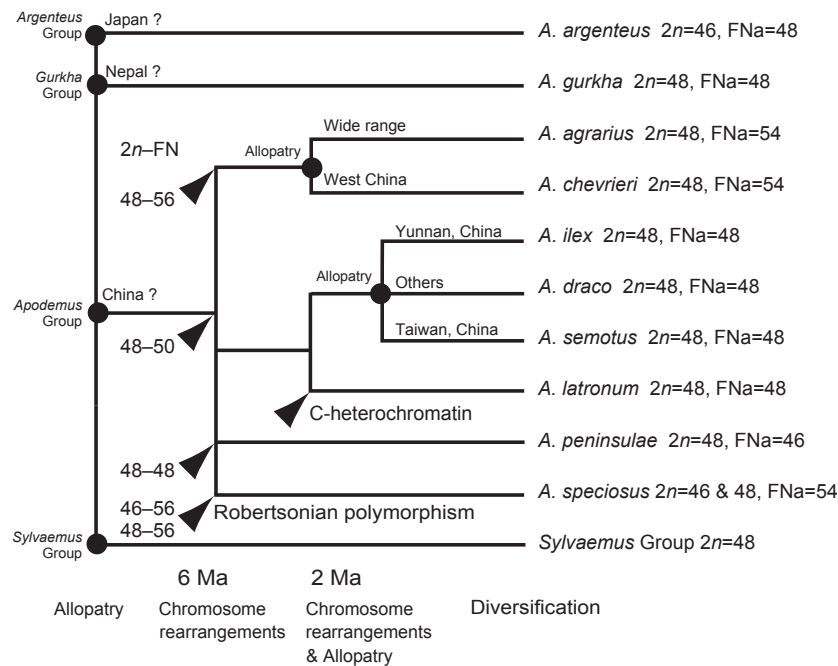 Argenteus
Group
Japan ?
A. argenteus 2n=46, FNa=48
Gurkha
Group
Nepal ?
A. gurkha 2n=48, FNa=48
2n–FN
48–56
Allopatry
Wide range
A. agrarius 2n=48, FNa=54
West China
A. chevrieri 2n=48, FNa=54
Yunnan, China
A. ilex 2n=48, FNa=48
Allopatry
Others
A. draco 2n=48, FNa=48
Apodemus
Group
China ?
48–50
Taiwan, China
A. semotus 2n=48, FNa=48
A. latronum 2n=48, FNa=48
C-heterochromatin
48–48
A. peninsulae 2n=48, FNa=46
46–56
48–56
Robertsonian polymorphism
A. speciosus 2n=46 & 48, FNa=54
Sylvaemus
Group
Sylvaemus Group 2n=48
6 Ma
2 Ma
Allopatry
Chromosome
rearrangements
Chromosome
rearrangements
& Allopatry
Diversification